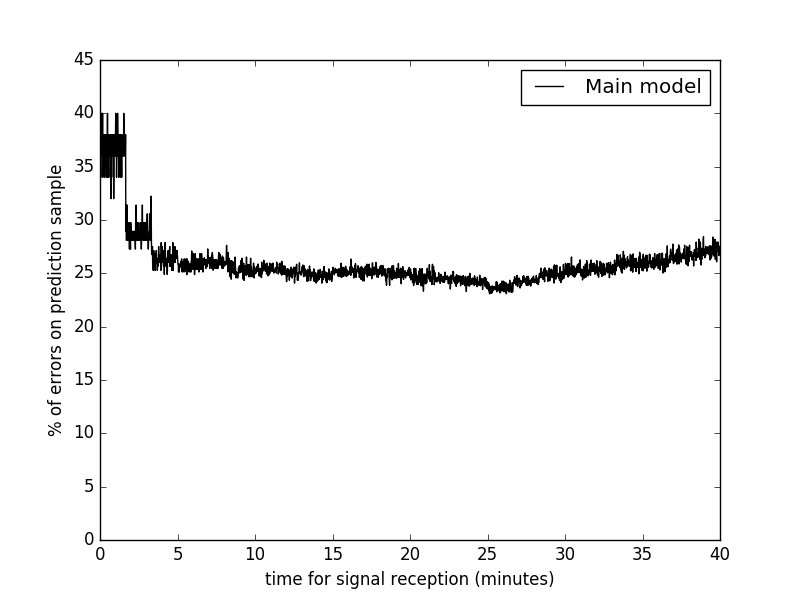 Main model
45
40
35
30
25
20
15
10
5
0
% of errors on prediction sample
0 5 10 15 20 25 30 35 40
time for signal reception (minutes)